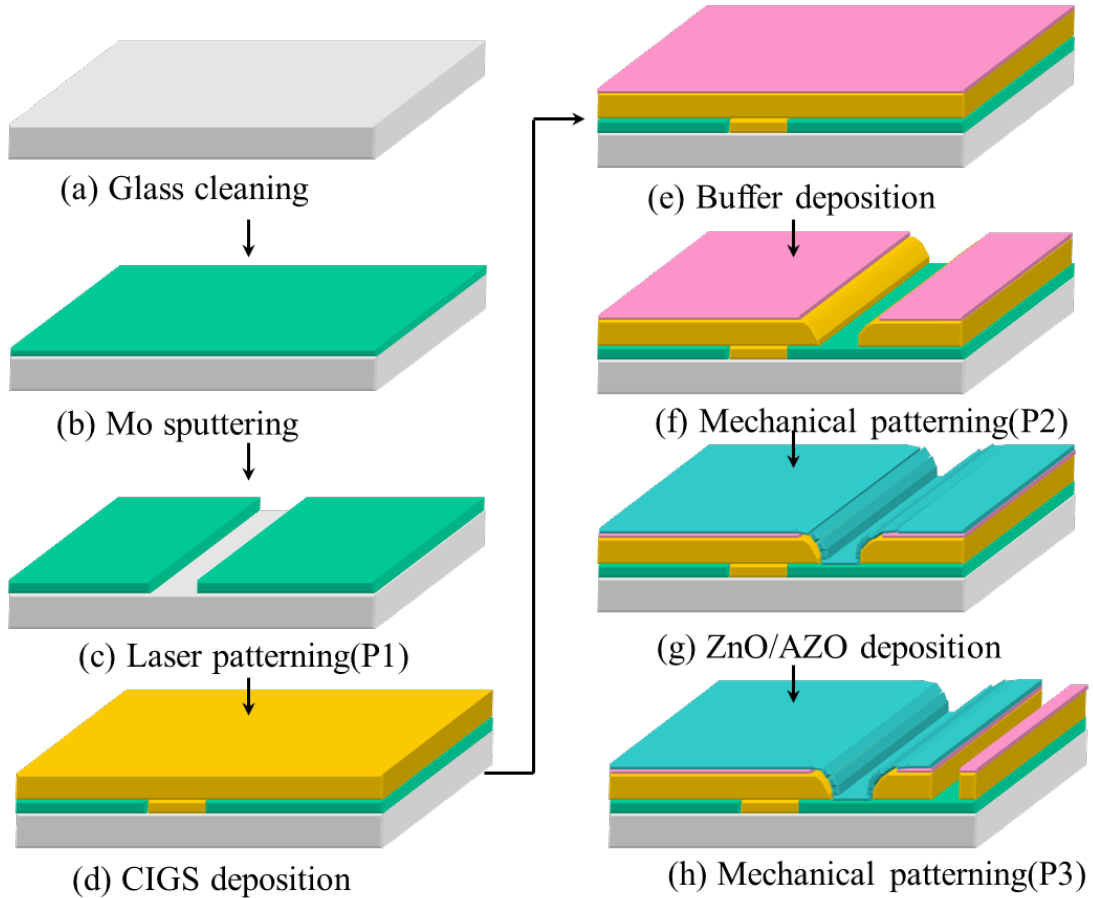 (a) Glass cleaning
(b) Mo sputtering
(c) Laser patterning(P1)
(d) CIGS deposition
(e) Buffer deposition
(f) Mechanical patterning(P2)
(g) ZnO/AZO deposition
(h) Mechanical patterning(P3)